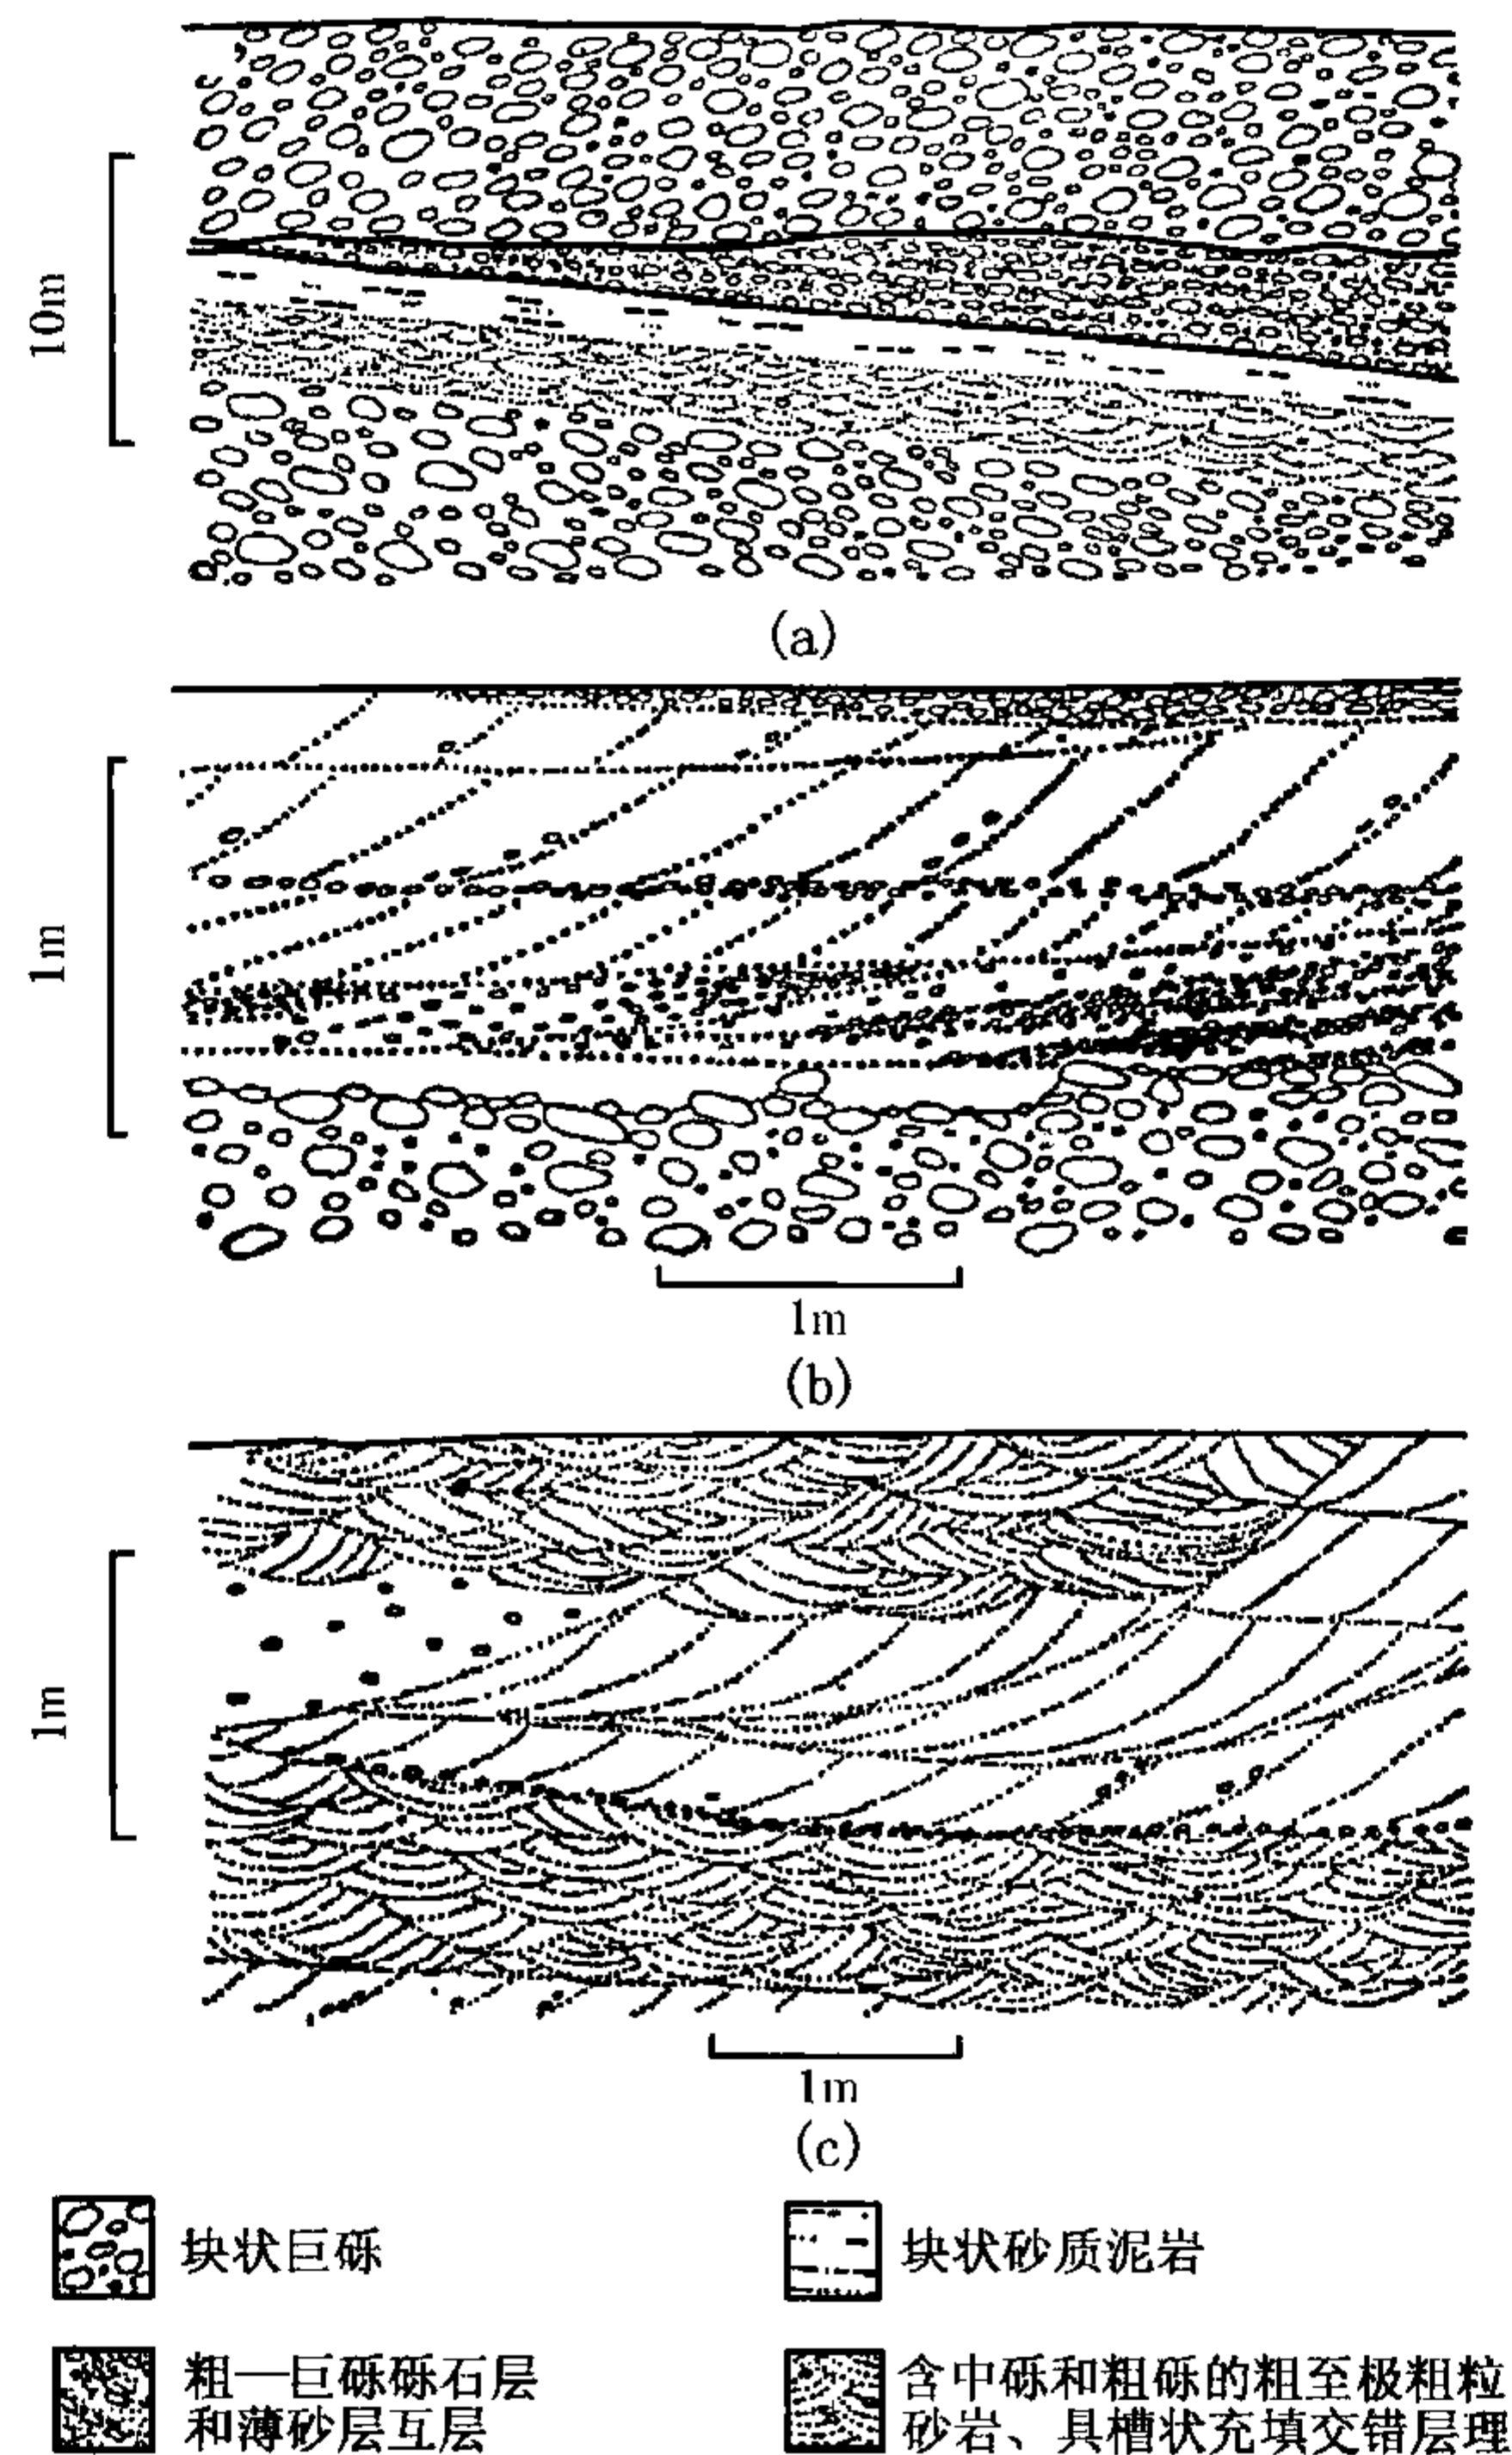 10m
(a)
1m
1m
(b)
1m
1m
(c)
块状巨砾
块状砂质泥岩
粗—巨砾砾石层
和薄砂层互层
含中砾和粗砾的粗至极粗粒
砂岩、具槽状充填交错层理